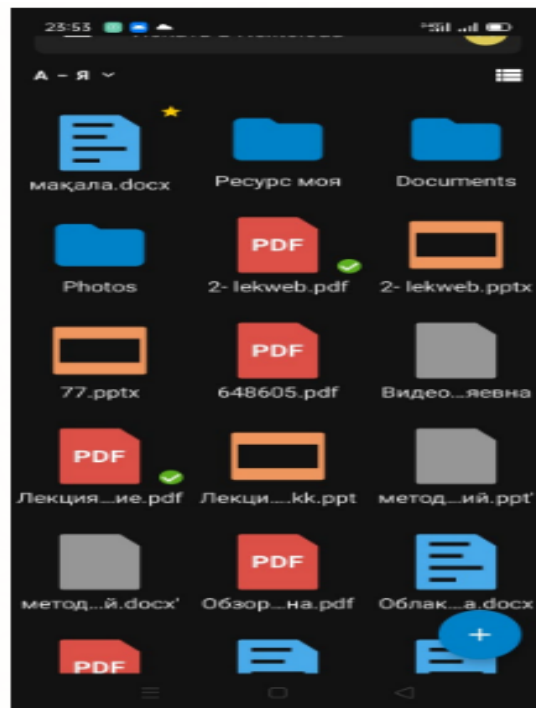 23:53
А - Я
мақала.docx Ресурс моя Documents
PDF
Photos 2- lekweb.pdf 2- lekweb.pptx
PDF
77.pptx 648605.pdf Видео...яевна
PDF
Лекция...ие.pdf Лекци....kk.ppt метод...ий.ppt'
PDF
метод...й.docx' Обзор...на.pdf Облак...a.docx
+
PDF